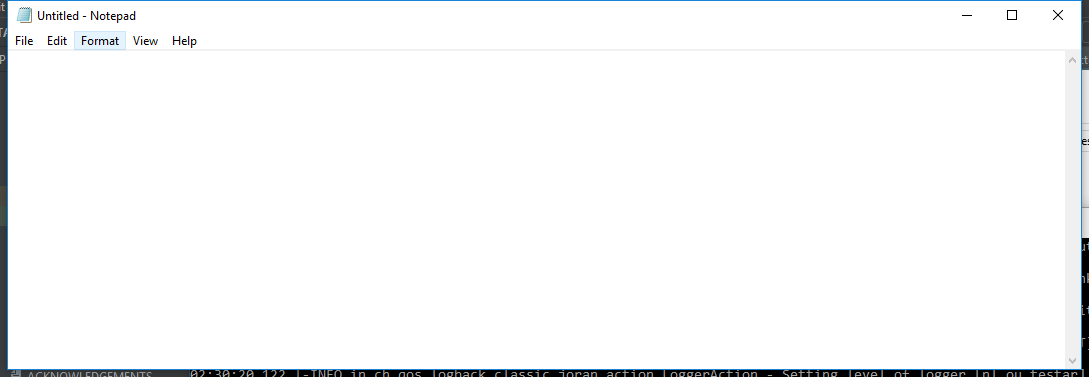 Untitled - Notepad
File Edit Format View Help
ACKNOWLEDGEMENTS 02:30:20,122 |-INFO in ch.qos.logback.classic.joran.action.LoggerAction - Setting level of logger [nl.ou.testar